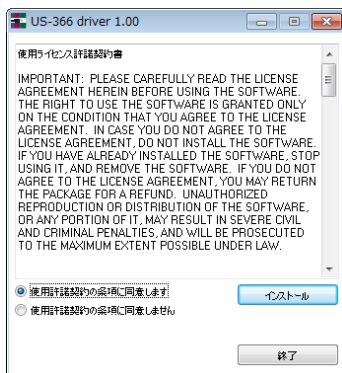 US-366 driver 1.00
使用ライセンス許諾契約書
IMPORTANT: PLEASE CAREFULLY READ THE LICENSE
AGREEMENT HEREIN BEFORE USING THE SOFTWARE.
THE RIGHT TO USE THE SOFTWARE IS GRANTED ONLY
ON THE CONDITION THAT YOU AGREE TO THE LICENSE
AGREEMENT. IN CASE YOU DO NOT AGREE TO THE
LICENSE AGREEMENT, DO NOT INSTALL THE SOFTWARE.
IF YOU HAVE ALREADY INSTALLED THE SOFTWARE, STOP
USING IT, AND REMOVE THE SOFTWARE. IF YOU DO NOT
AGREE TO THE LICENSE AGREEMENT, YOU MAY RETURN
THE PACKAGE FOR A REFUND. UNAUTHORIZED
REPRODUCTION OR DISTRIBUTION OF THE SOFTWARE,
OR ANY PORTION OF IT, MAY RESULT IN SEVERE CIVIL
AND CRIMINAL PENALTIES, AND WILL BE PROSECUTED
TO THE MAXIMUM EXTENT POSSIBLE UNDER LAW.
使用許諾契約の条項に同意します
インストール
使用許諾契約の条項に同意しません
終了